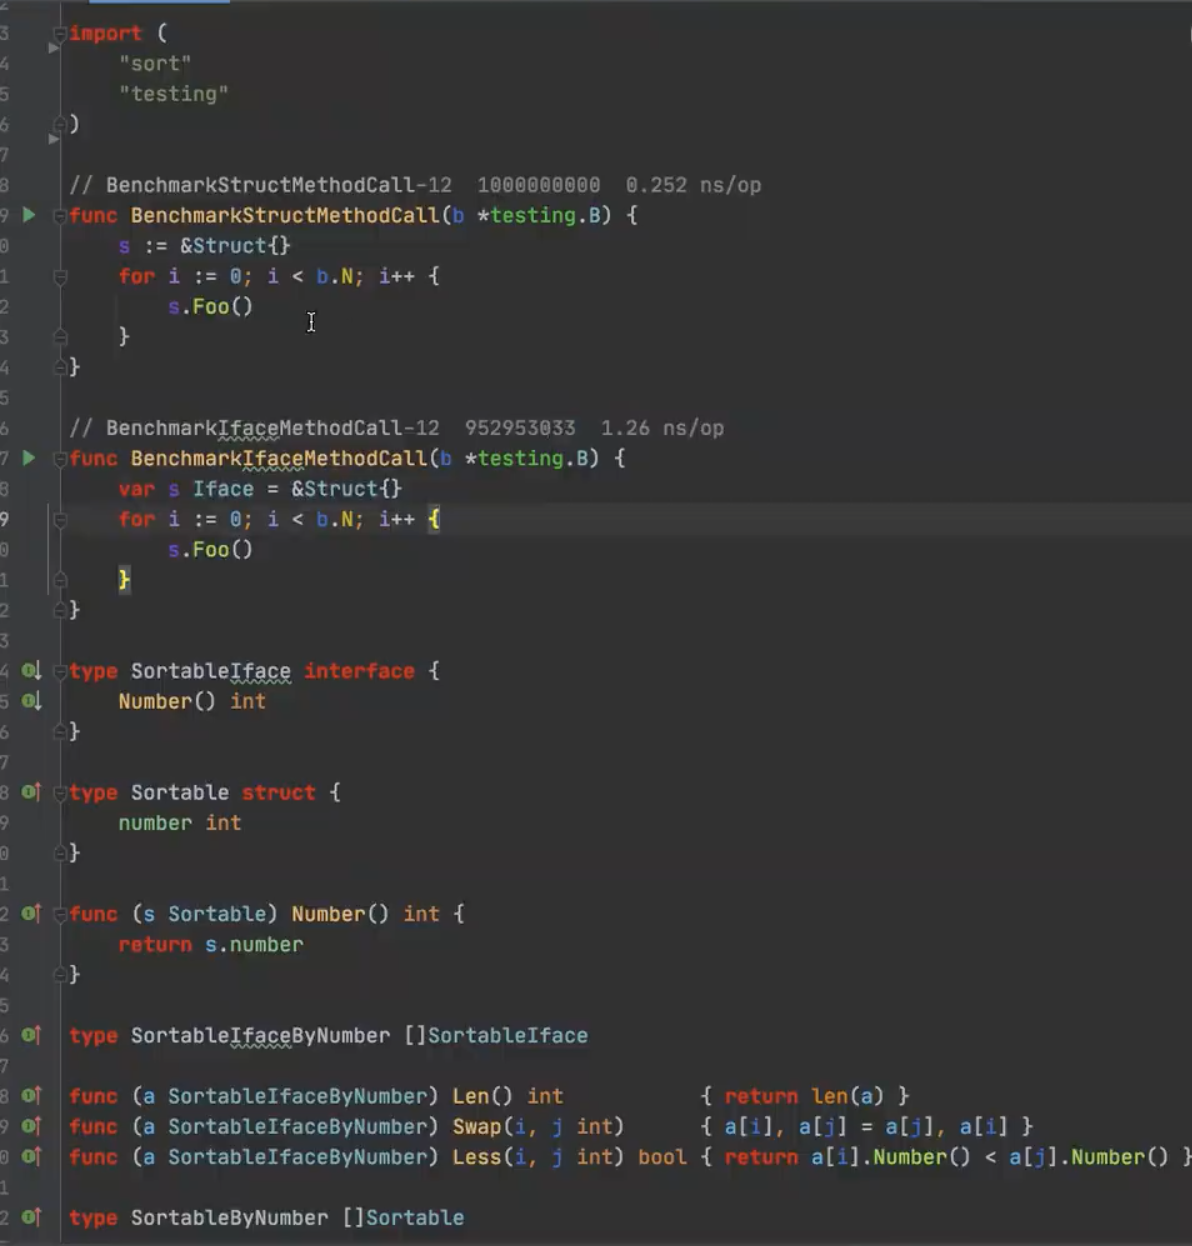 2
3 import (
4 "sort"
5 "testing"
6 )
7
8 // BenchmarkStructMethodCall-12  1000000000  0.252 ns/op
9 func BenchmarkStructMethodCall(b *testing.B) {
0 s := &Struct{}
1 for i := 0; i < b.N; i++ {
2 s.Foo()
3 }
4 }
5
6 // BenchmarkIfaceMethodCall-12  952953033  1.26 ns/op
7 func BenchmarkIfaceMethodCall(b *testing.B) {
8 var s Iface = &Struct{}
9 for i := 0; i < b.N; i++ {
0 s.Foo()
1 }
2 }
3
4 type SortableIface interface {
5 Number() int
6 }
7
8 type Sortable struct {
9 number int
0 }
1
2 func (s Sortable) Number() int {
3 return s.number
4 }
5
6 type SortableIfaceByNumber []SortableIface
7
8 func (a SortableIfaceByNumber) Len() int { return len(a) }
9 func (a SortableIfaceByNumber) Swap(i, j int) { a[i], a[j] = a[j], a[i] }
0 func (a SortableIfaceByNumber) Less(i, j int) bool { return a[i].Number() < a[j].Number() }
1
2 type SortableByNumber []Sortable